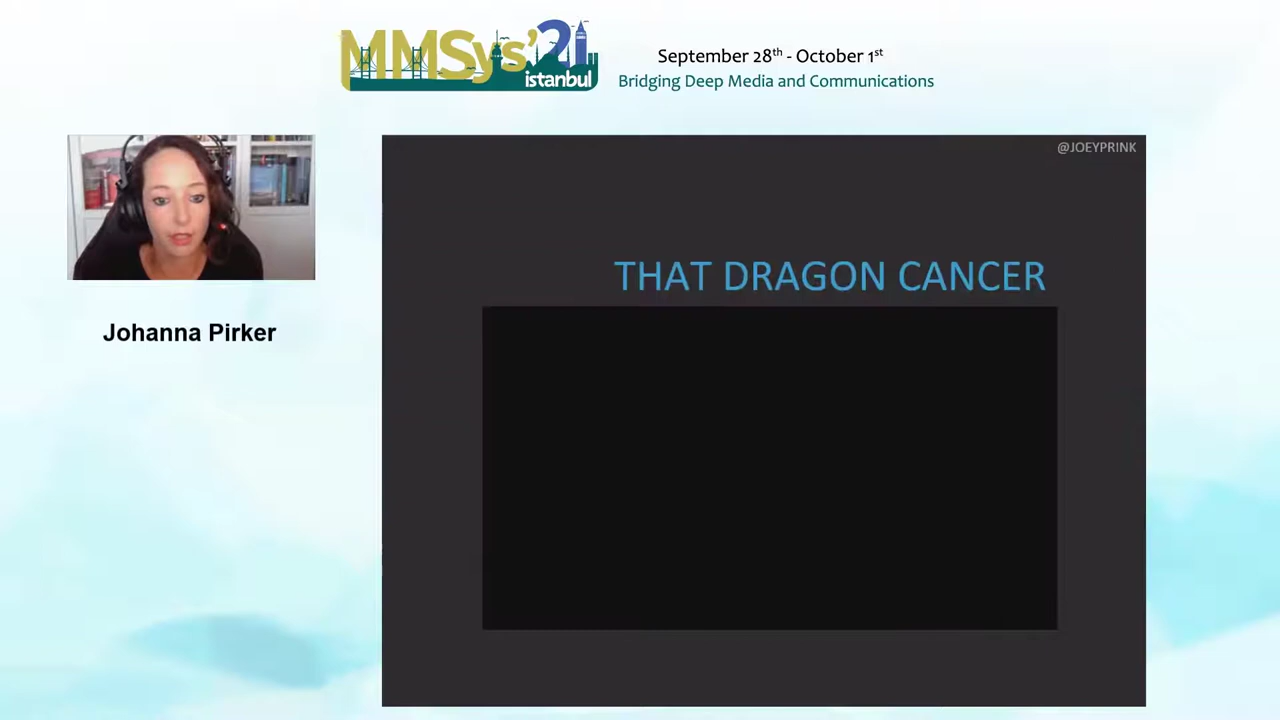 MMSys'21
istanbul
September 28th - October 1st
Bridging Deep Media and Communications
@JOEYPRINK
THAT DRAGON CANCER
Johanna Pirker